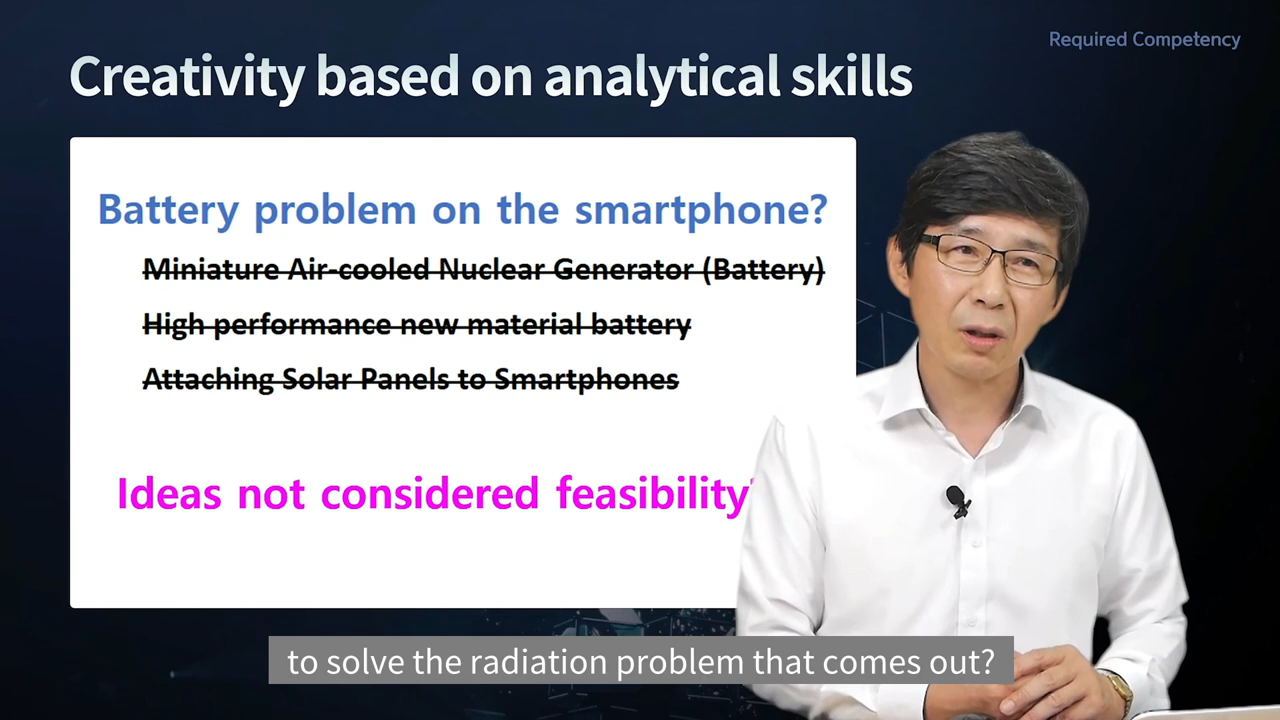 Required Competency
Creativity based on analytical skills
Battery problem on the smartphone?
Miniature Air-cooled Nuclear Generator (Battery)
High performance new material battery
Attaching Solar Panels to Smartphones
Ideas not considered feasibility
to solve the radiation problem that comes out?